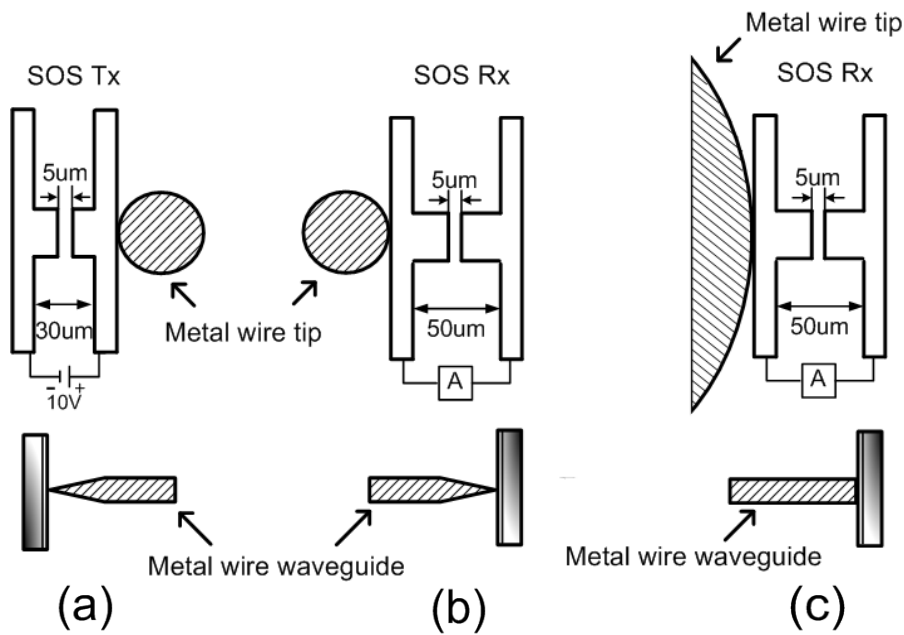 Metal wire tip
SOS Tx
SOS Rx
SOS Rx
5um
5um
5um
30um
Metal wire tip
50um
50um
- +
10V
A
A
Metal wire waveguide
Metal wire waveguide
(a)
(b)
(c)